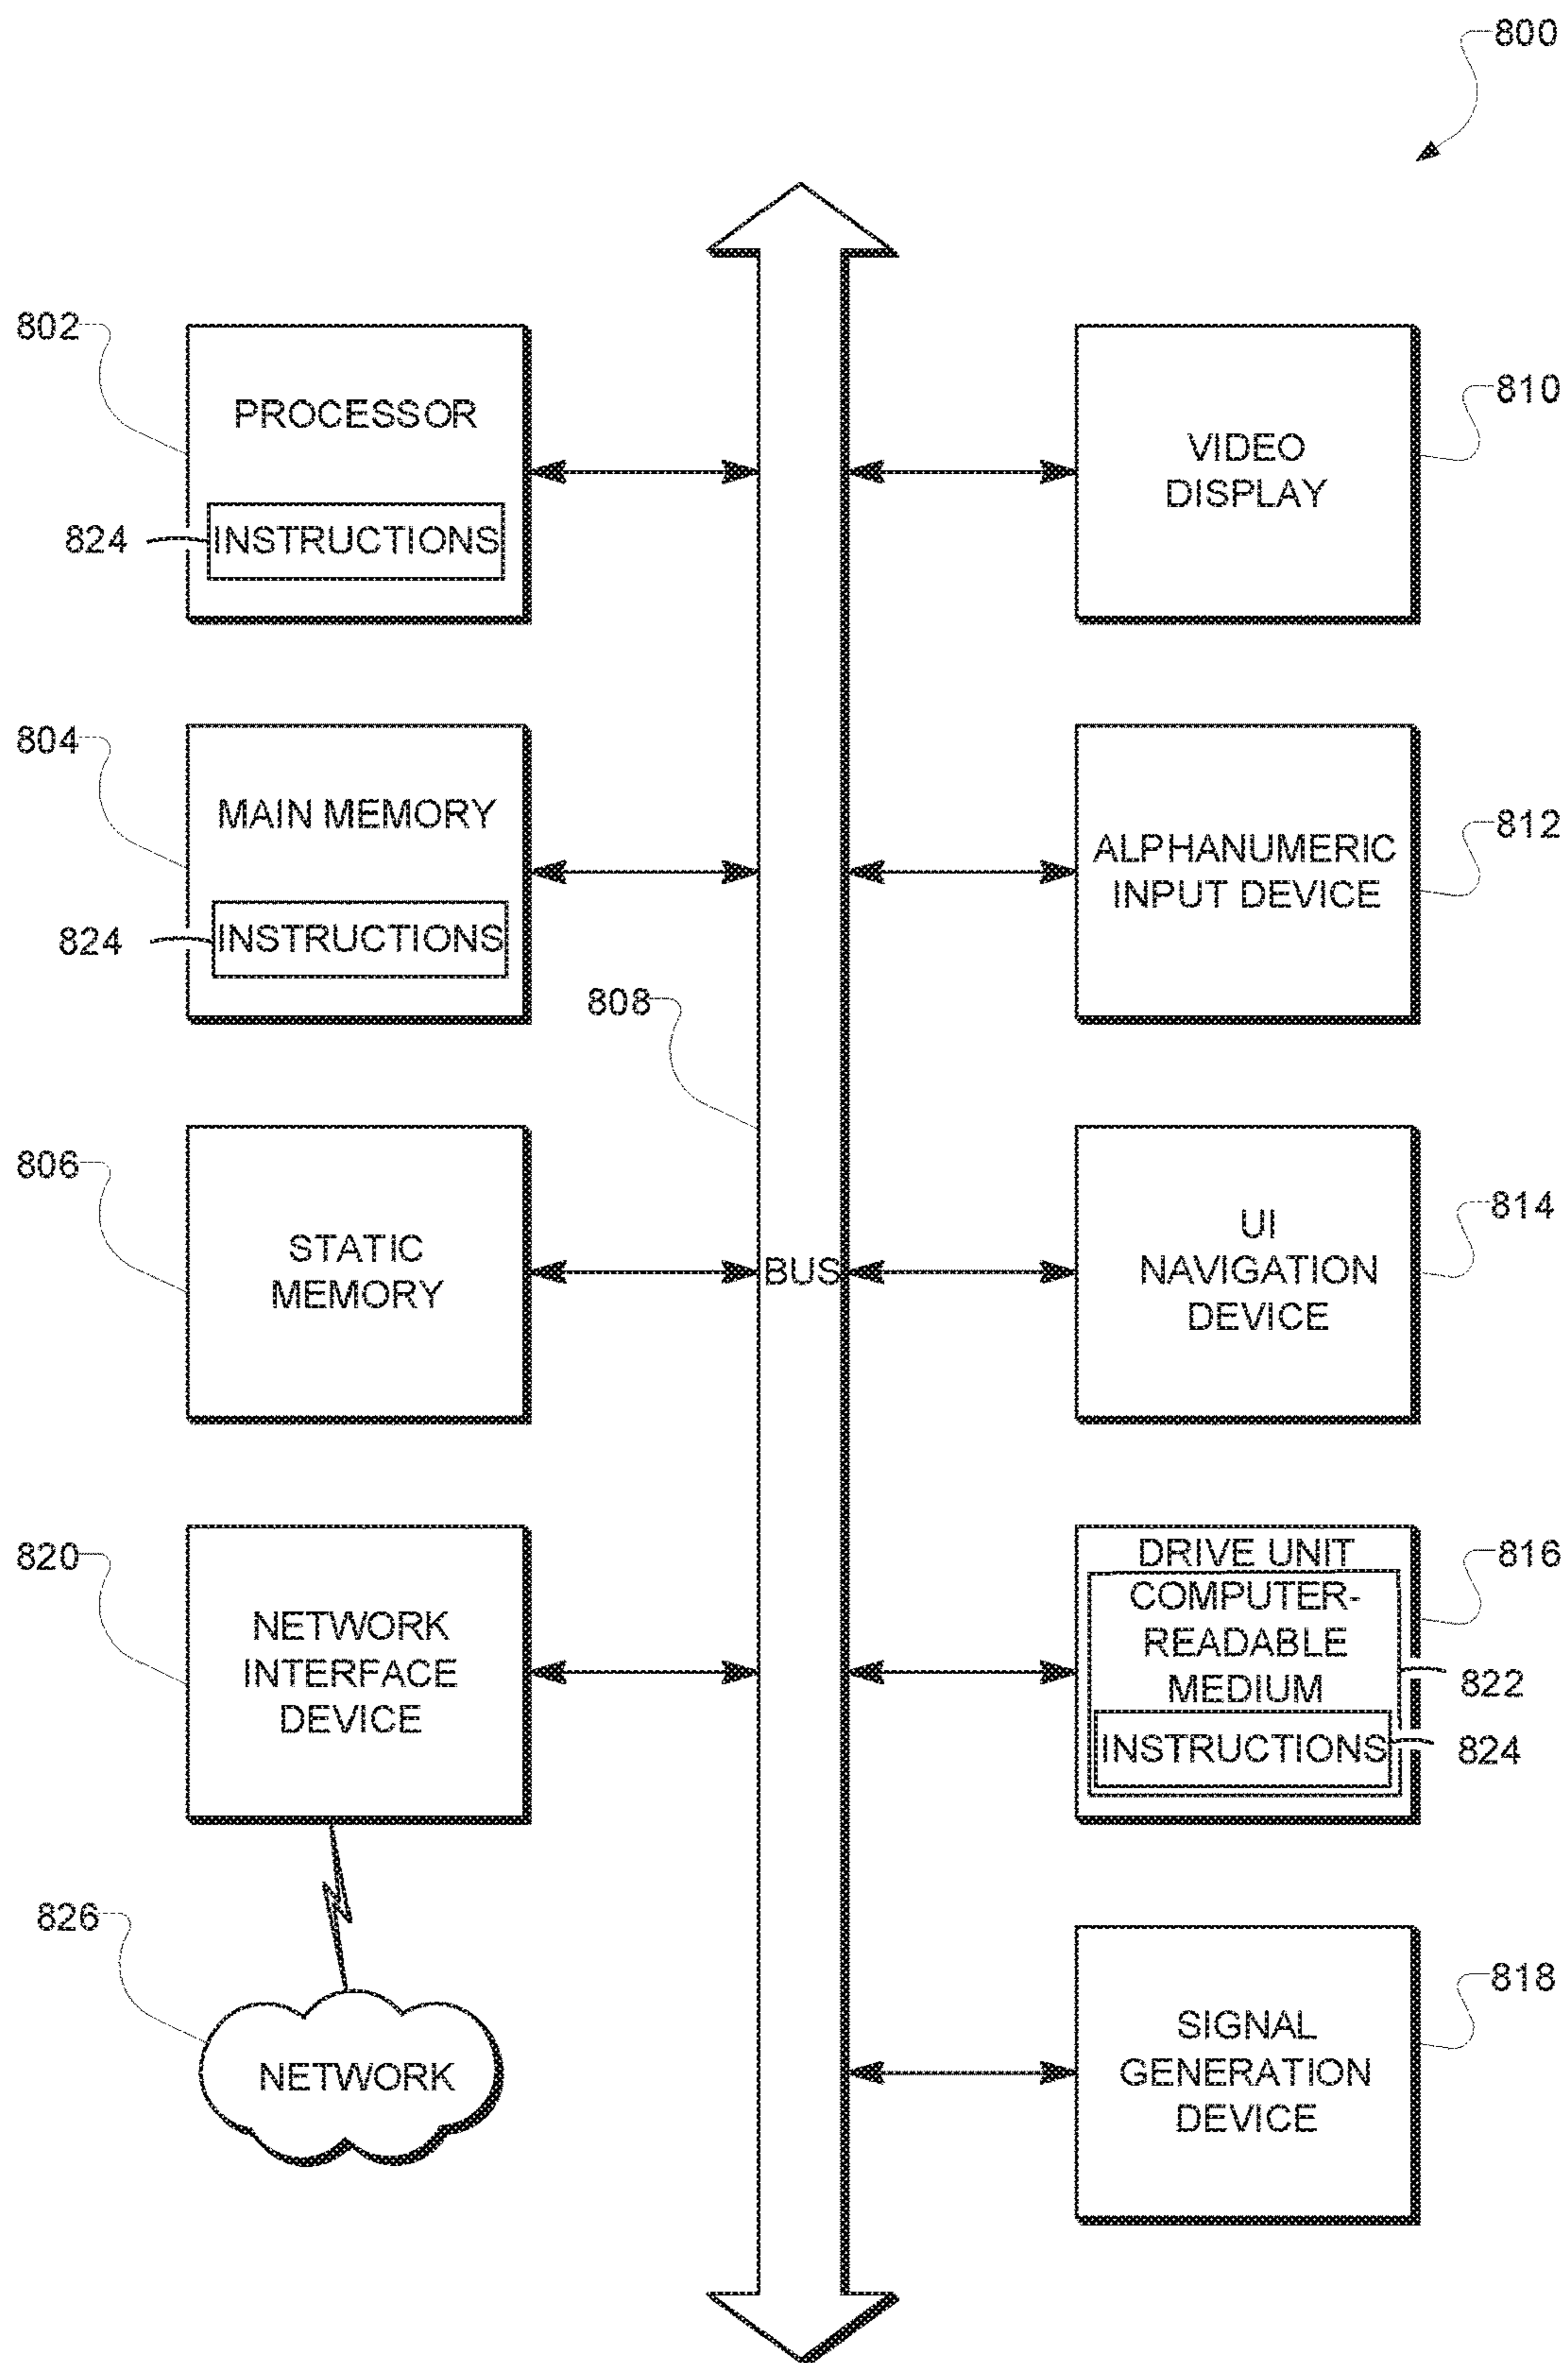 800
802
PROCESSOR
824
INSTRUCTIONS
810
VIDEO
DISPLAY
804
MAIN MEMORY
824
INSTRUCTIONS
812
ALPHANUMERIC
INPUT DEVICE
808
806
STATIC
MEMORY
BUS
814
UI
NAVIGATION
DEVICE
820
NETWORK
INTERFACE
DEVICE
816
DRIVE UNIT
COMPUTER-
READABLE
MEDIUM
822
INSTRUCTIONS
824
826
NETWORK
818
SIGNAL
GENERATION
DEVICE